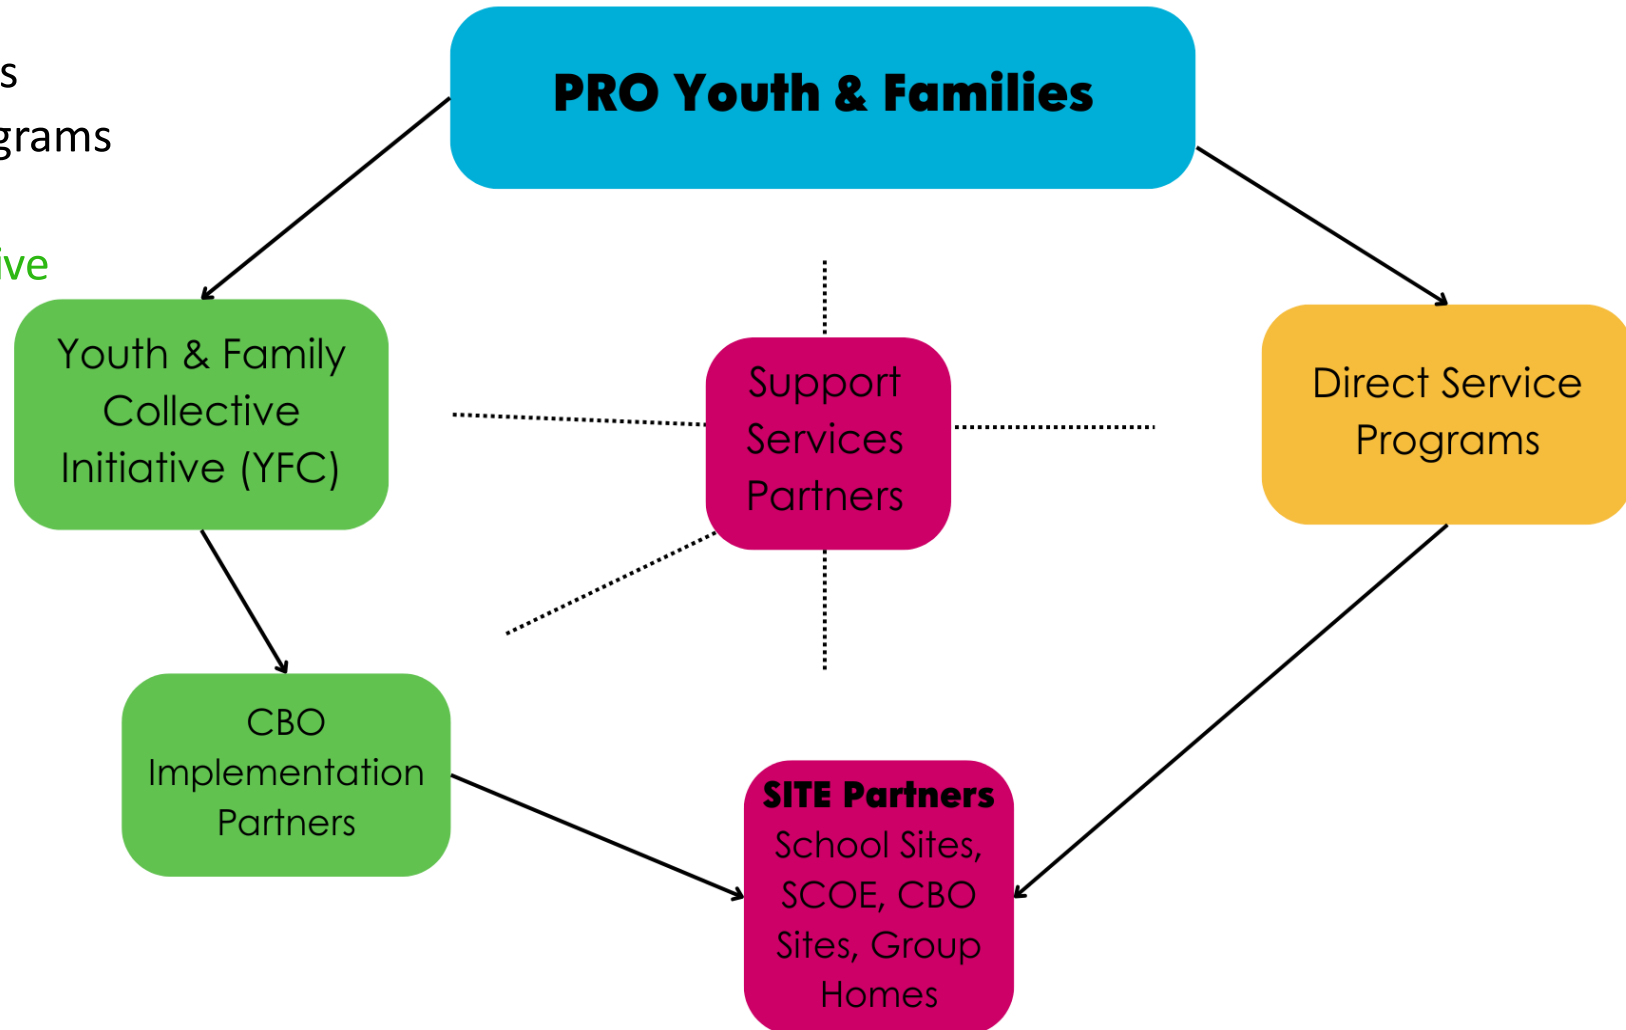 s
grams
ive
PRO Youth & Families
Youth & Family
Collective
Initiative (YFC)
Support
Services
Partners
Direct Service
Programs
CBO
Implementation
Partners
SITE Partners
School Sites,
SCOE, CBO
Sites, Group
Homes